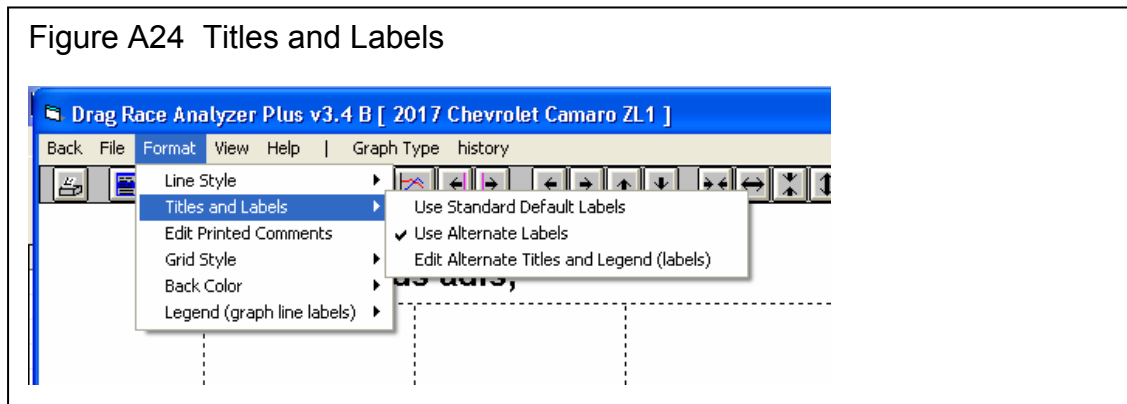 Figure A24  Titles and Labels
Drag Race Analyzer Plus v3.4 B [ 2017 Chevrolet Camaro ZL1 ]
Back File Format View Help | Graph Type history
Line Style
Titles and Labels
Edit Printed Comments
Grid Style
Back Color
Legend (graph line labels)
Use Standard Default Labels
Use Alternate Labels
Edit Alternate Titles and Legend (labels)